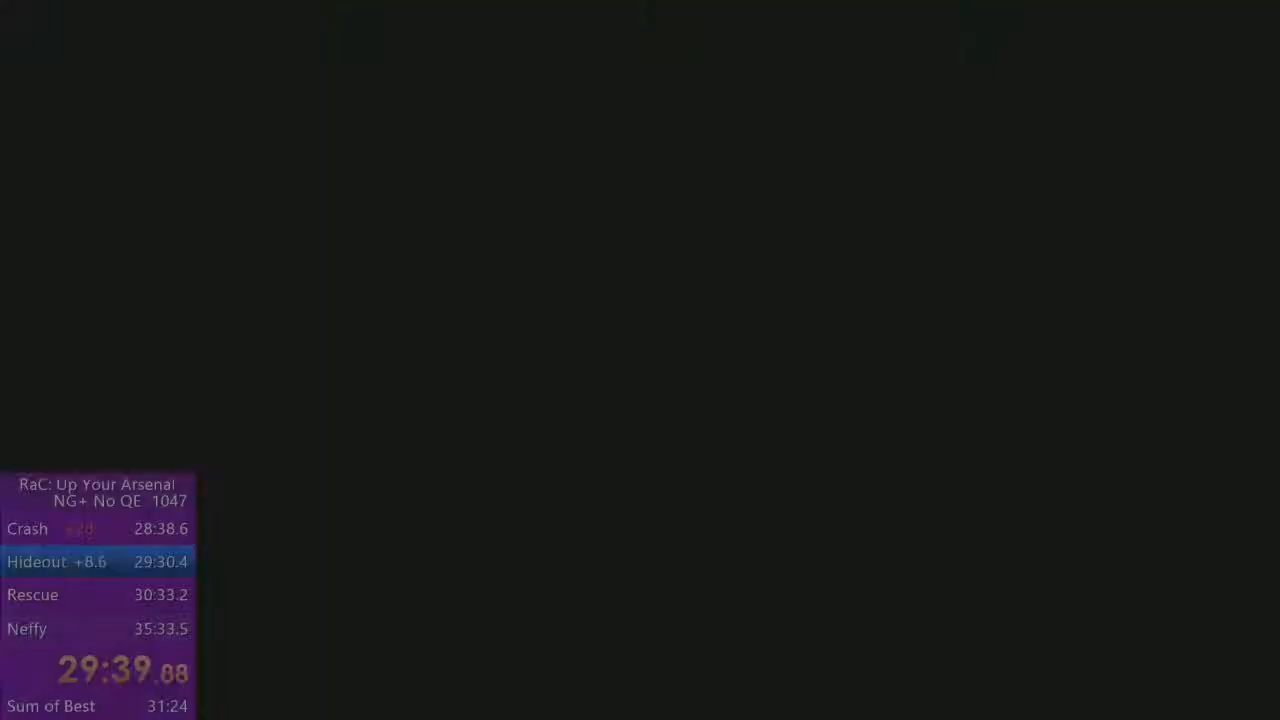 RaC: Up Your Arsenal
NG+ No QE 1047
Crash 28:38.6
Hideout +8.6 29:30.4
Rescue 30:33.2
Neffy 35:33.5
29:39.88
Sum of Best 31:24